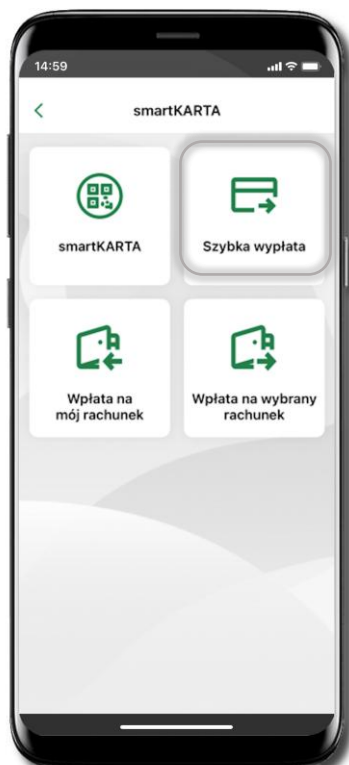 14:59
smartKARTA
smartKARTA
Szybka wypłata
Wpłata na
mój rachunek
Wpłata na wybrany
rachunek